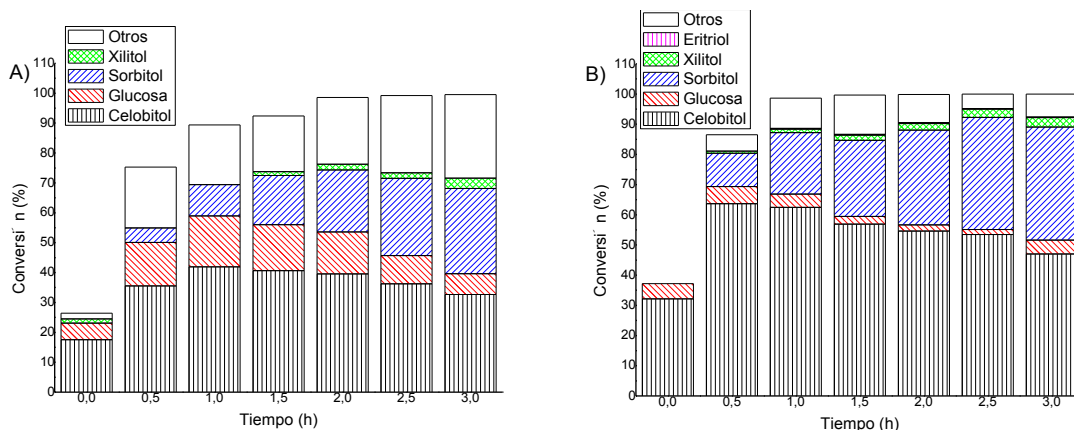 A)
Otros
Xilitol
Sorbitol
Glucosa
Celobitol
110
100
90
80
70
60
50
40
30
20
10
0
Conversi´ n (%)
0,0 0,5 1,0 1,5 2,0 2,5 3,0
Tiempo (h)
B)
Otros
Eritriol
Xilitol
Sorbitol
Glucosa
Celobitol
110
100
90
80
70
60
50
40
30
20
10
0
Conversi´ n (%)
0,0 0,5 1,0 1,5 2,0 2,5 3,0
Tiempo (h)